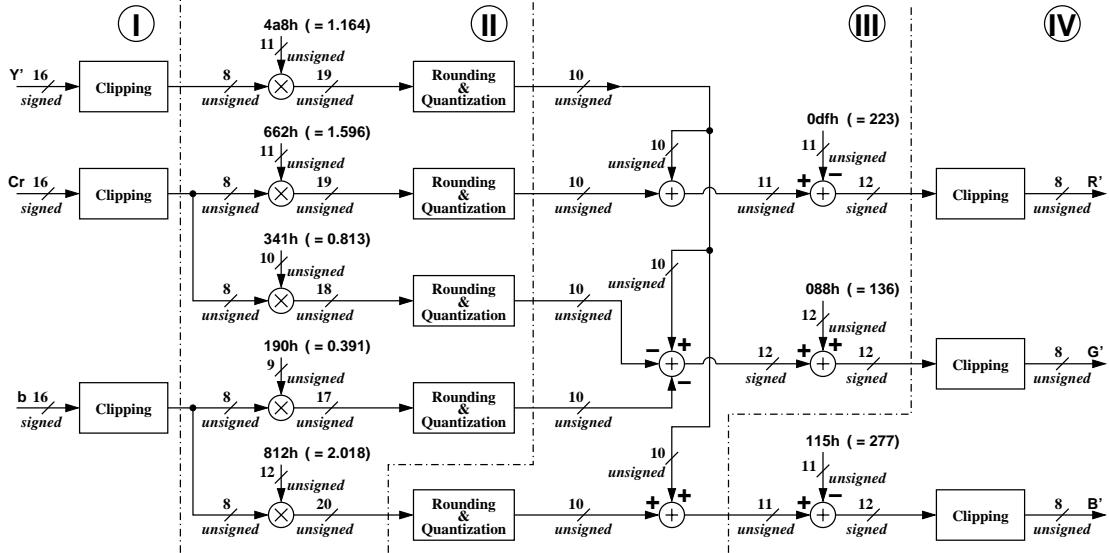 I
II
III
IV
4a8h (= 1.164)
11
unsigned
Y' 16
signed
Clipping
8
unsigned
19
unsigned
Rounding
&
Quantization
10
unsigned
662h (= 1.596)
11
unsigned
10
unsigned
0dfh ( = 223)
11
unsigned
Cr 16
signed
Clipping
8
unsigned
19
unsigned
Rounding
&
Quantization
10
unsigned
+
11
unsigned
+
−
+
12
signed
Clipping
8
unsigned
R'
341h (= 0.813)
10
unsigned
8
unsigned
18
unsigned
Rounding
&
Quantization
10
unsigned
10
unsigned
088h (= 136)
12
unsigned
190h (= 0.391)
9
unsigned
−
+
+
−
12
signed
+
+
+
12
signed
Clipping
8
unsigned
G'
b 16
signed
Clipping
8
unsigned
17
unsigned
Rounding
&
Quantization
10
unsigned
812h (= 2.018)
12
unsigned
10
unsigned
115h (= 277)
11
unsigned
8
unsigned
20
unsigned
Rounding
&
Quantization
10
unsigned
+
+
+
11
unsigned
+
−
+
12
signed
Clipping
8
unsigned
B'